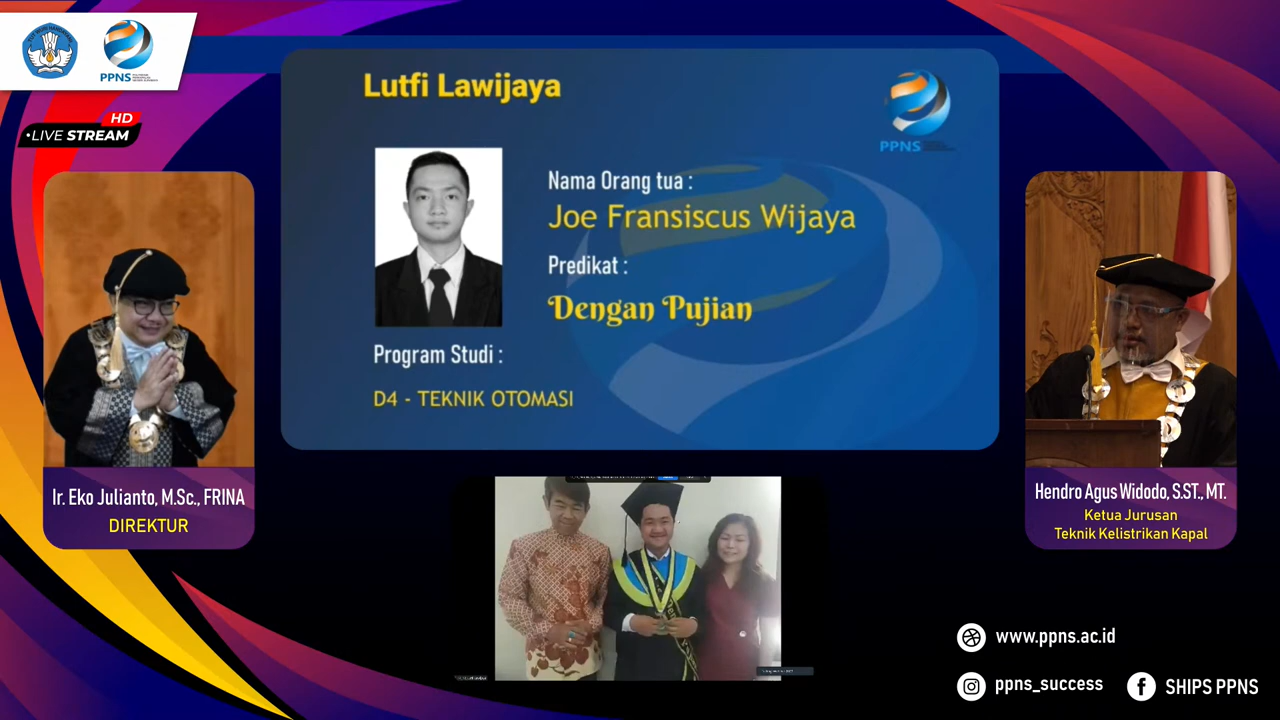 PPNS
HD
•LIVE STREAM
Lutfi Lawijaya
PPNS
Nama Orang tua :
Joe Fransiscus Wijaya
Predikat :
Dengan Pujian
Program Studi :
D4 - TEKNIK OTOMASI
Ir. Eko Julianto, M.Sc., FRINA
DIREKTUR
Hendro Agus Widodo, S.ST., MT.
Ketua Jurusan
Teknik Kelistrikan Kapal
www.ppns.ac.id
ppns_success
SHIPS PPNS